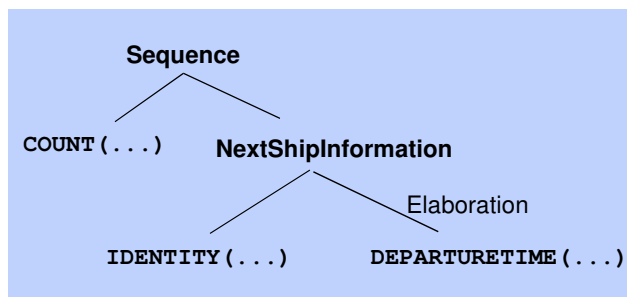 Sequence
COUNT(...)
NextShipInformation
Elaboration
IDENTITY(...)
DEPARTURETIME(...)